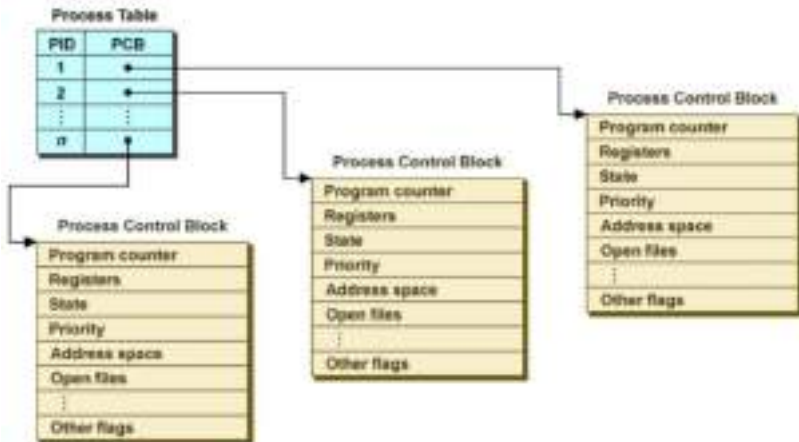 Process Table
PID PCB
1
2
⋮ ⋮
n
Process Control Block
Program counter
Registers
State
Priority
Address space
Open files
⋮
Other flags
Process Control Block
Program counter
Registers
State
Priority
Address space
Open files
⋮
Other flags
Process Control Block
Program counter
Registers
State
Priority
Address space
Open files
⋮
Other flags